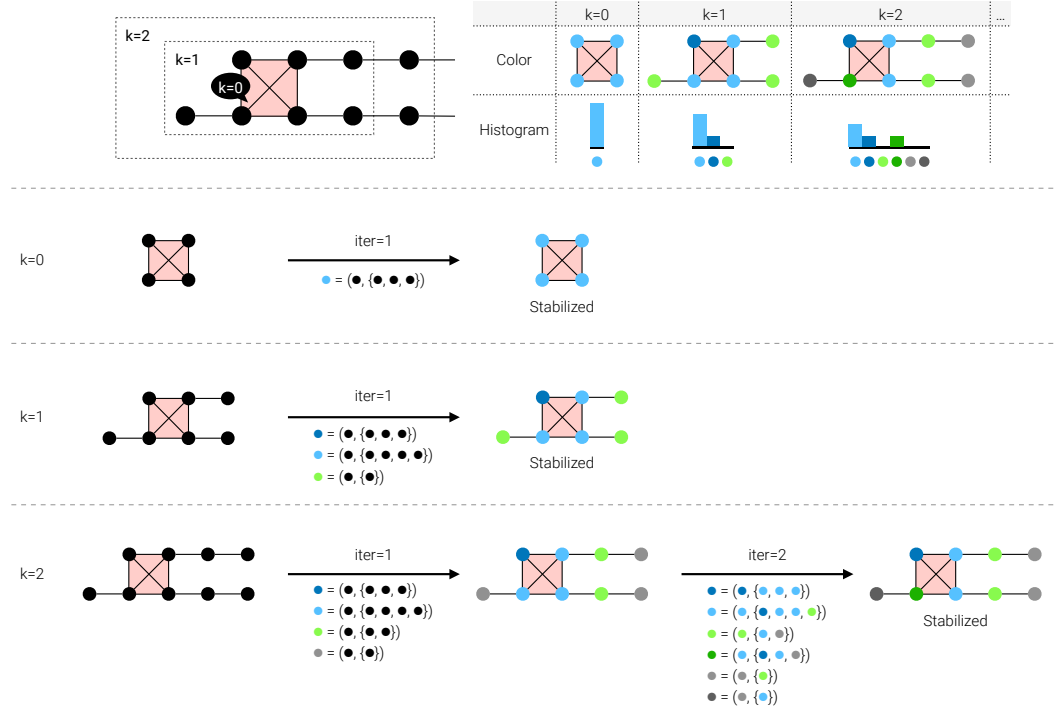 k=2
k=1
k=0
k=0 k=1 k=2 ...
Color
Histogram
k=0
iter=1
= (●, {●, ●, ●})
Stabilized
k=1
iter=1
● = (●, {●, ●, ●})
● = (●, {●, ●, ●, ●})
● = (●, {●})
Stabilized
k=2
iter=1
● = (●, {●, ●, ●})
● = (●, {●, ●, ●, ●})
● = (●, {●, ●})
● = (●, {●})
iter=2
● = (●, {●, ●, ●})
● = (●, {●, ●, ●, ●})
● = (●, {●, ●})
● = (●, {●, ●, ●})
● = (●, {●})
● = (●, {●})
Stabilized